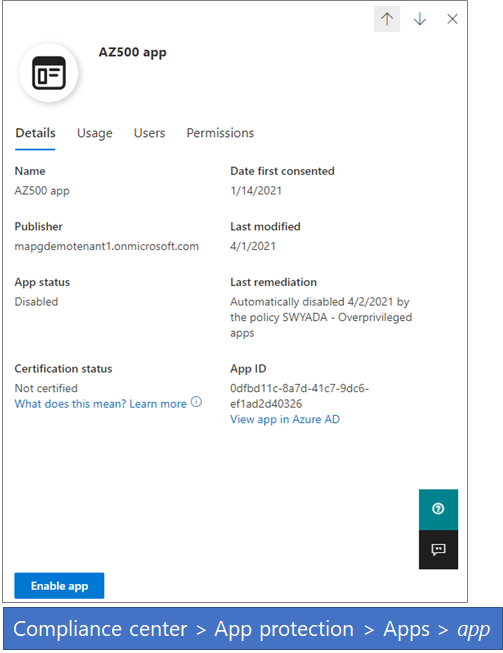 AZ500 app
Details Usage Users Permissions
Name
AZ500 app
Date first consented
1/14/2021
Publisher
mapgdemotenant1.onmicrosoft.com
Last modified
4/1/2021
App status
Disabled
Last remediation
Automatically disabled 4/2/2021 by
the policy SWYADA - Overprivileged
apps
Certification status
Not certified
What does this mean? Learn more
App ID
0dfbd11c-8a7d-41c7-9dc6-
ef1ad2d40326
View app in Azure AD
Enable app
Compliance center > App protection > Apps > app